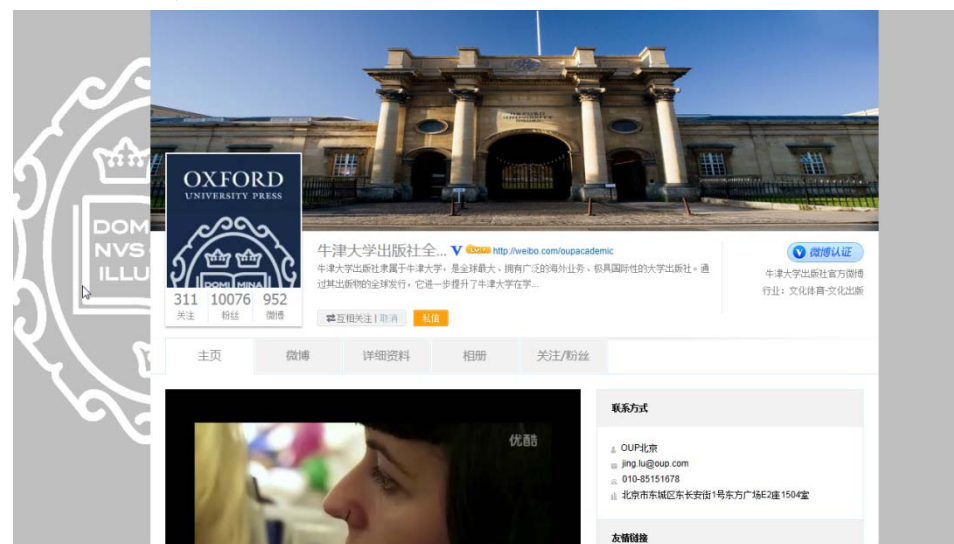 OXFORD
UNIVERSITY PRESS
DOMI MINA
DOM
NVS
ILLU
牛津大学出版社全... V http://weibo.com/oupacademic
牛津大学出版社隶属于牛津大学,是全球最大、拥有广泛的海外业务、极具国际性的大学出版社。通
过其出版物的全球发行,它进一步提升了牛津大学在学...
311 10076 952
关注 粉丝 微博
互相关注 | 取消 私信
V 微博认证
牛津大学出版社官方微博
行业:文化体育-文化出版
主页 微博 详细资料 相册 关注/粉丝
优酷
联系方式
OUP北京
jing.lu@oup.com
010-85151678
北京市东城区东长安街1号东方广场E2座1504室
友情链接